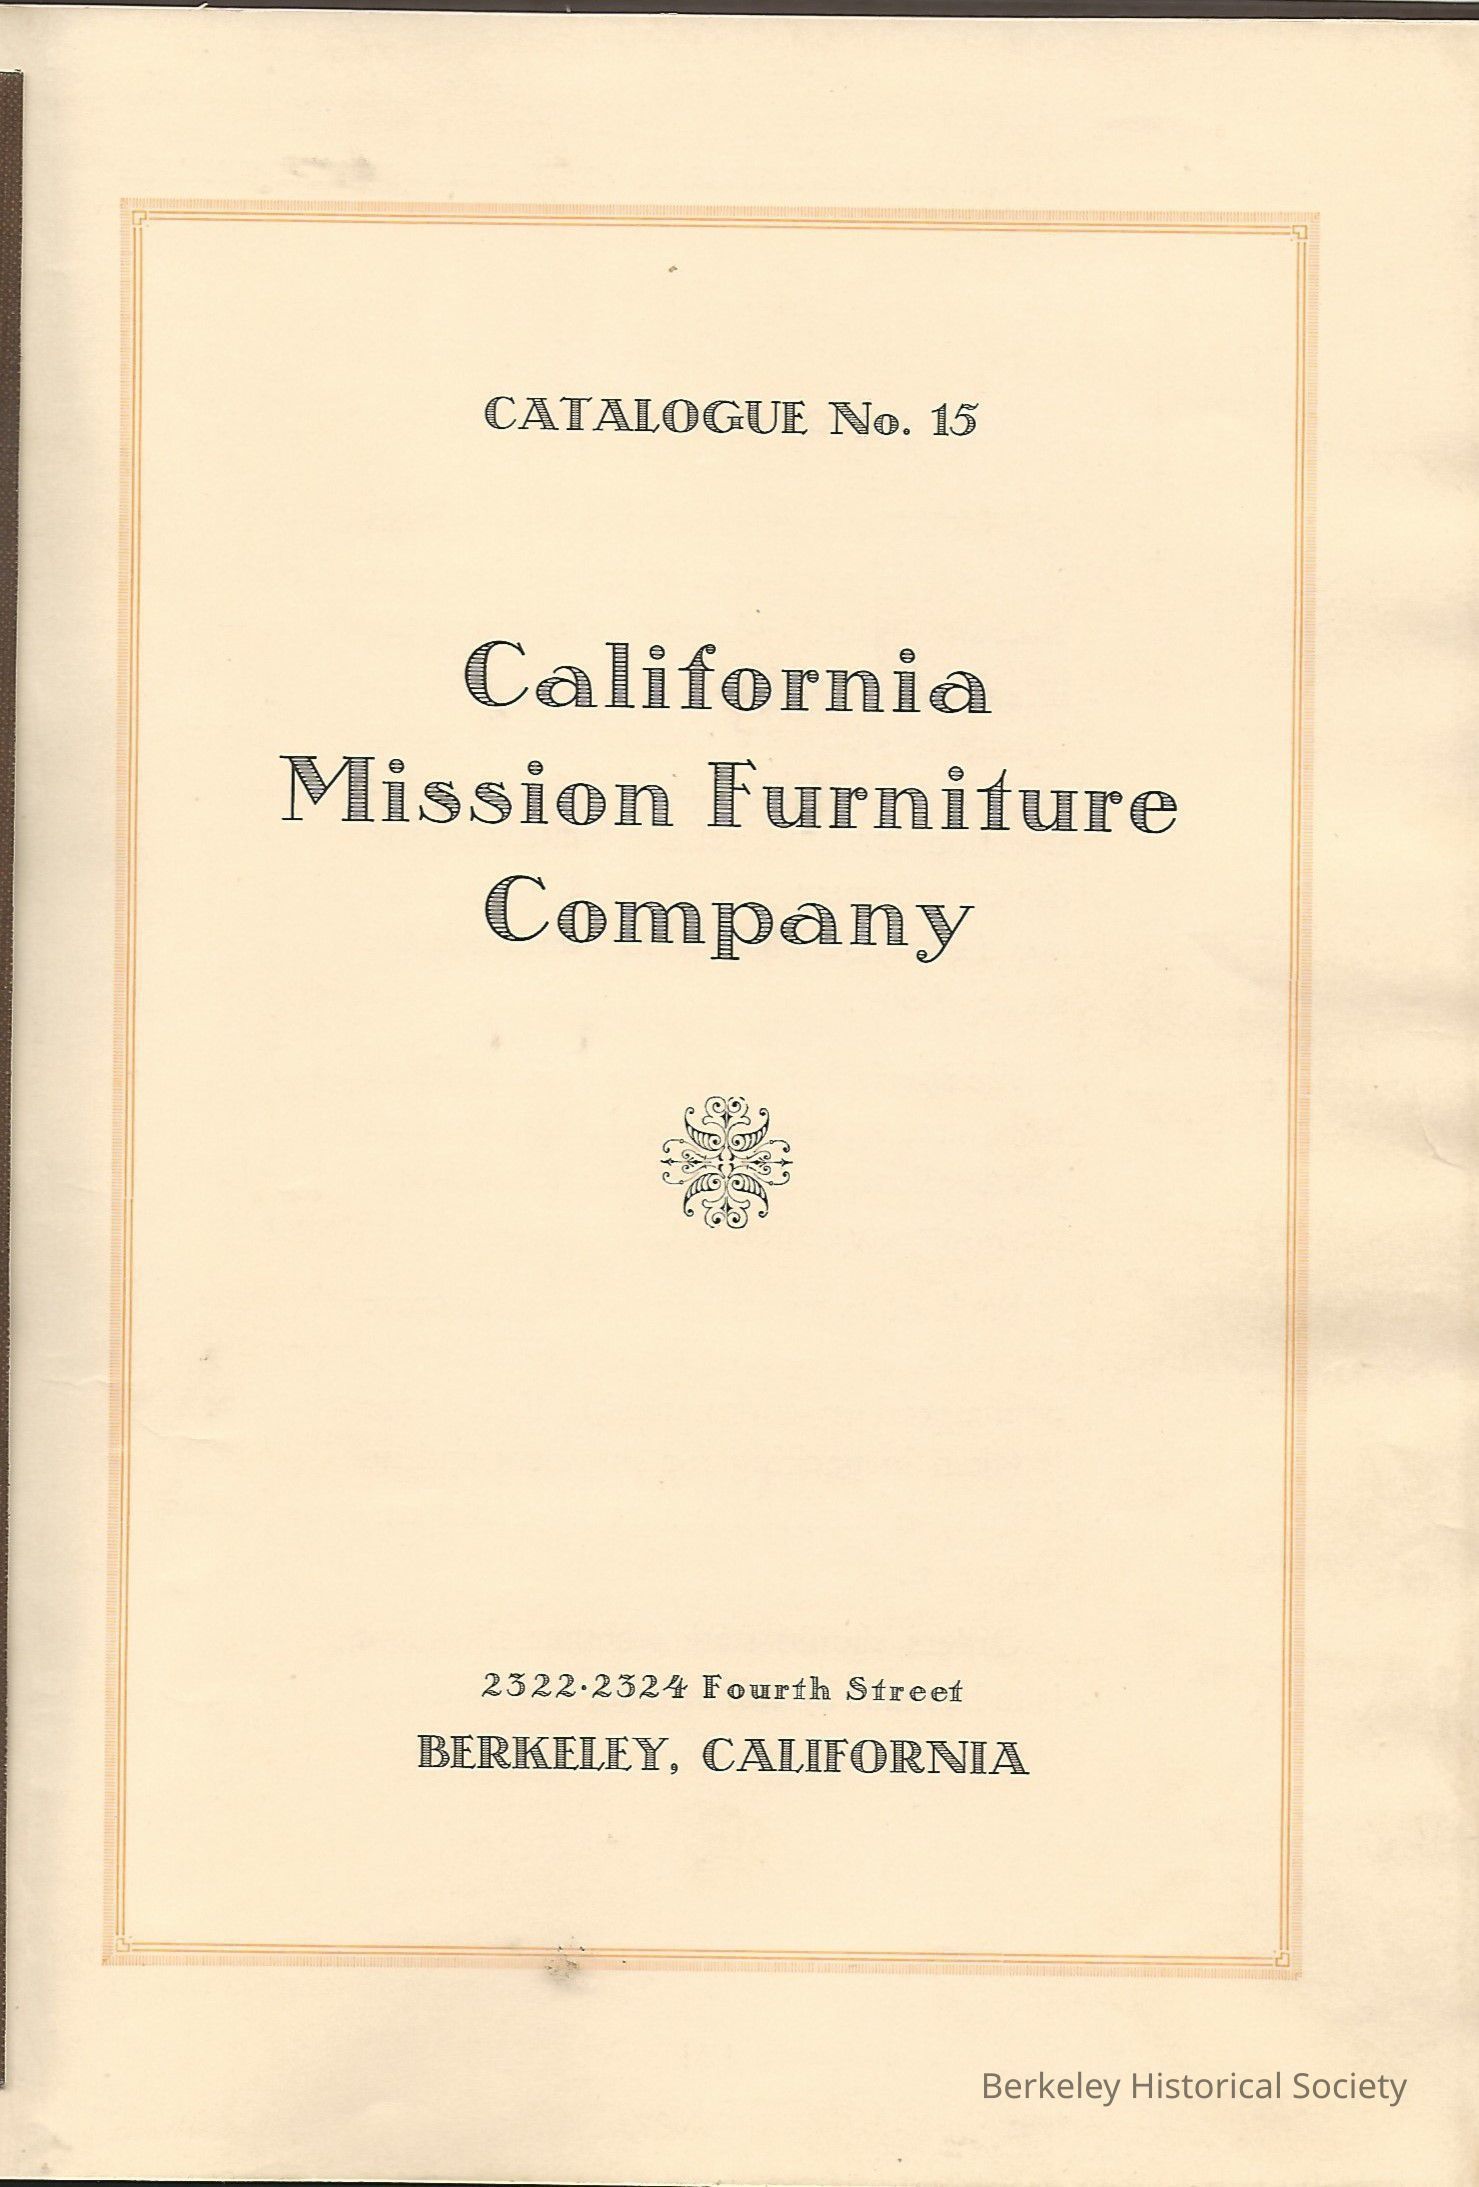 CATALOGUE No. 15
California
Mission Furniture
Company
2322·2324 Fourth Street
BERKELEY, CALIFORNIA
Berkeley Historical Society